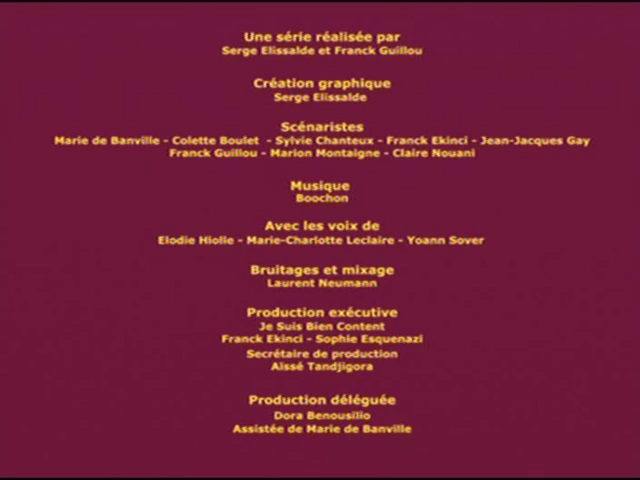 Une série réalisée par
Serge Elissalde et Franck Guillou
Création graphique
Serge Elissalde
Scénaristes
Marie de Banville - Colette Boulet - Sylvie Chanteux - Franck Ekinci - Jean-Jacques Gay
Franck Guillou - Marion Montaigne - Claire Nouani
Musique
Boochon
Avec les voix de
Elodie Hiolle - Marie-Charlotte Leclaire - Yoann Sover
Bruitages et mixage
Laurent Neumann
Production exécutive
Je Suis Bien Content
Franck Ekinci - Sophie Esquenazi
Secrétaire de production
Aïssé Tandjigora
Production déléguée
Dora Benousilio
Assistée de Marie de Banville